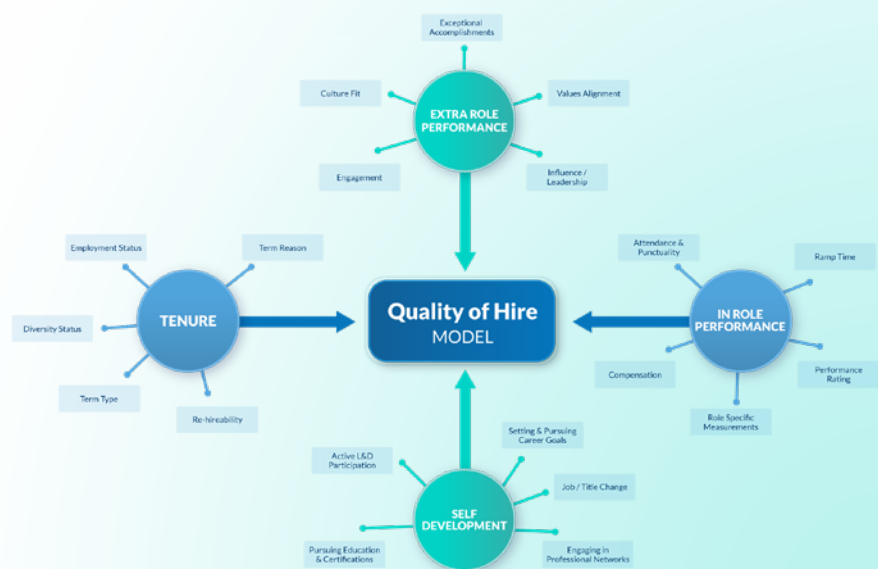 Exceptional
Accomplishments
Culture Fit
Values Alignment
EXTRA ROLE
PERFORMANCE
Engagement
Influence /
Leadership
Employment Status
Term Reason
Diversity Status
TENURE
Term Type
Re-hireability
Quality of Hire
MODEL
Attendance &
Punctuality
Ramp Time
IN ROLE
PERFORMANCE
Compensation
Performance
Rating
Role Specific
Measurements
Setting & Pursuing
Career Goals
Active L&D
Participation
Job / Title Change
SELF
DEVELOPMENT
Pursuing Education
& Certifications
Engaging in
Professional Networks